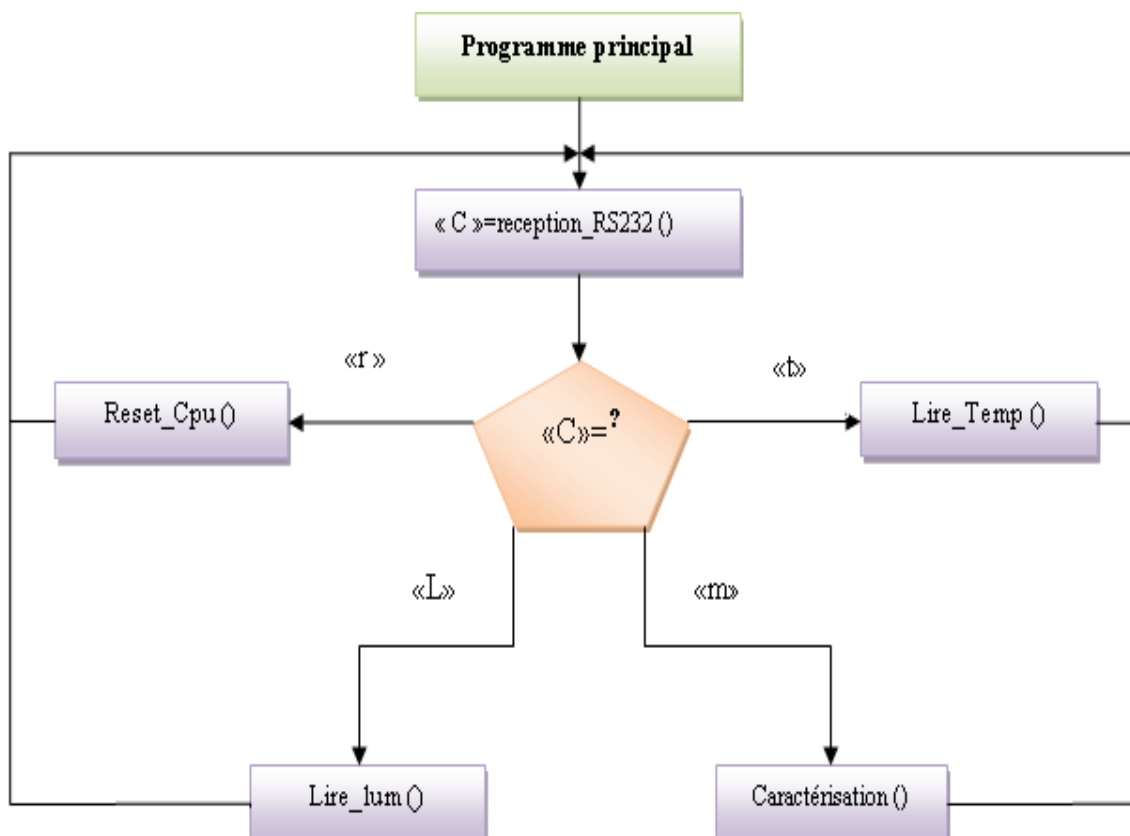 Programme principal
« C »=reception_RS232 ()
«r »
«t»
Reset_Cpu ()
«C»=?
Lire_Temp ()
«L»
«m»
Lire_lum ()
Caractérisation ()